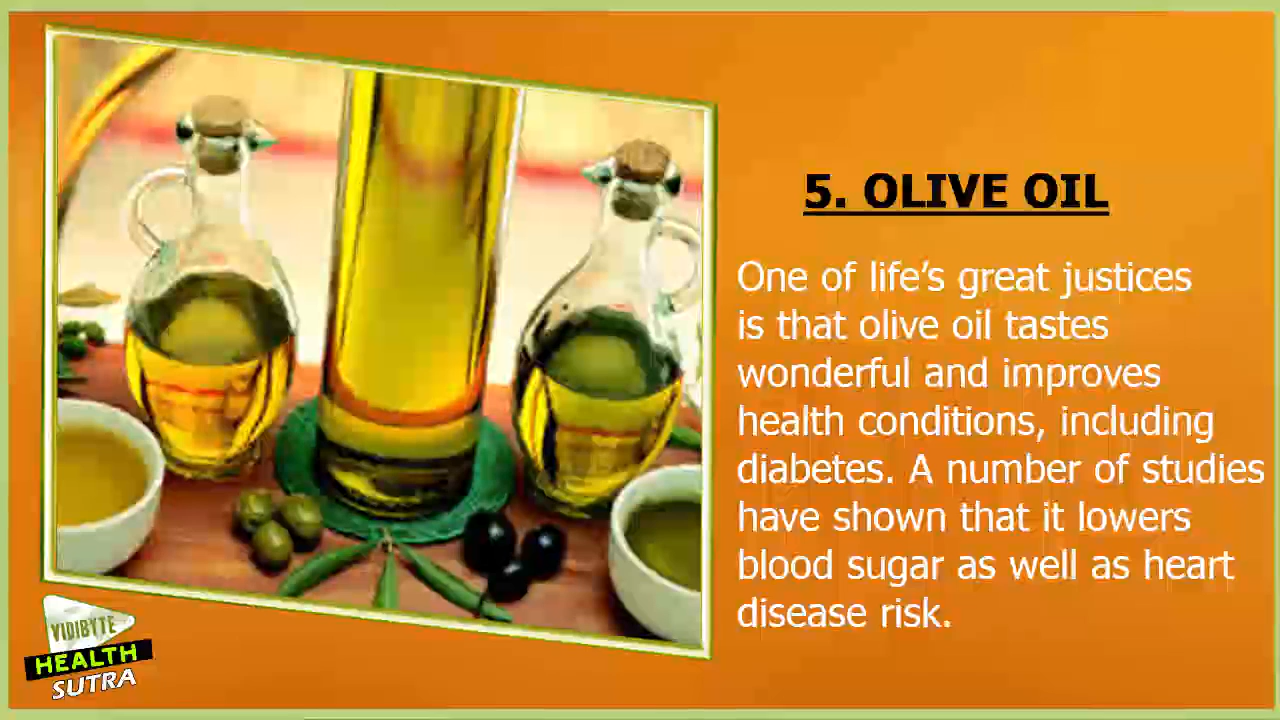 5. OLIVE OIL
One of life’s great justices
is that olive oil tastes
wonderful and improves
health conditions, including
diabetes. A number of studies
have shown that it lowers
blood sugar as well as heart
disease risk.
VIDIBYTE
HEALTH
SUTRA